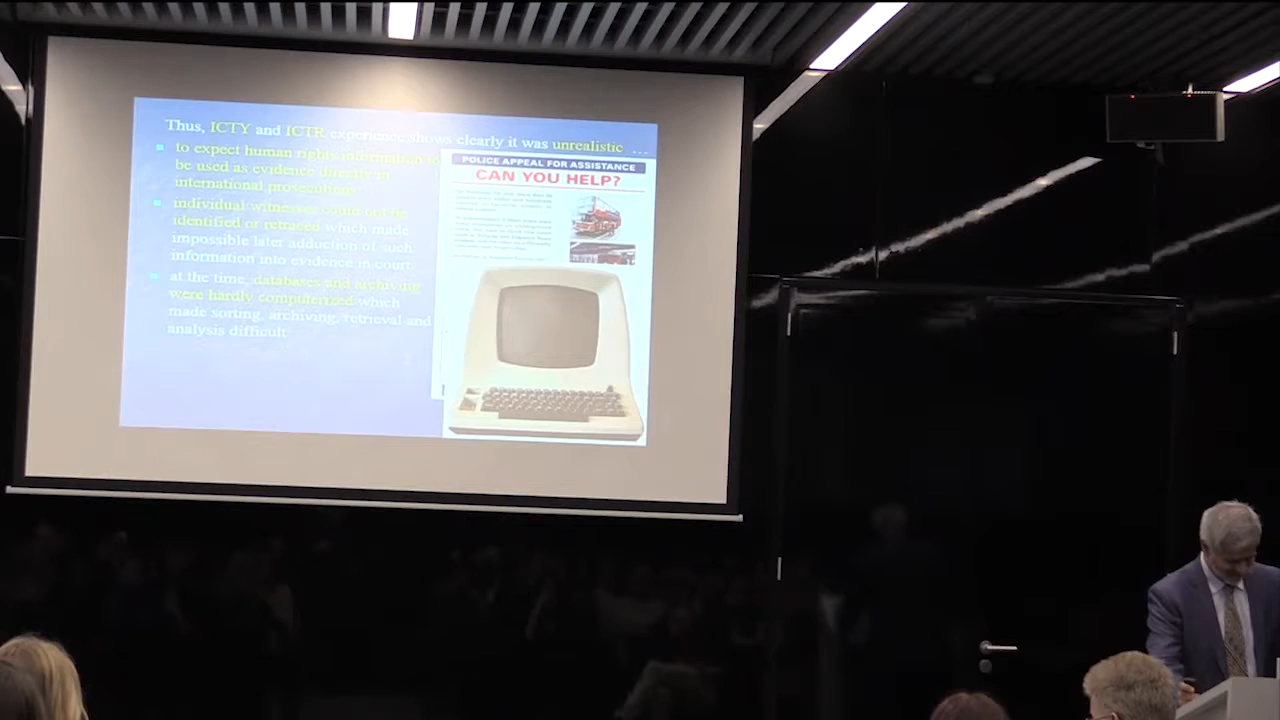 Thus, ICTY and ICTR experience shows clearly it was unrealistic ...
to expect human rights information to
be used as evidence directly in
international prosecutions
individual witnesses could not be
identified or retraced which made
impossible later adduction of such
information into evidence in court
at the time, databases and archiving
were hardly computerized which
made sorting, archiving, retrieval and
analysis difficult
POLICE APPEAL FOR ASSISTANCE
CAN YOU HELP?